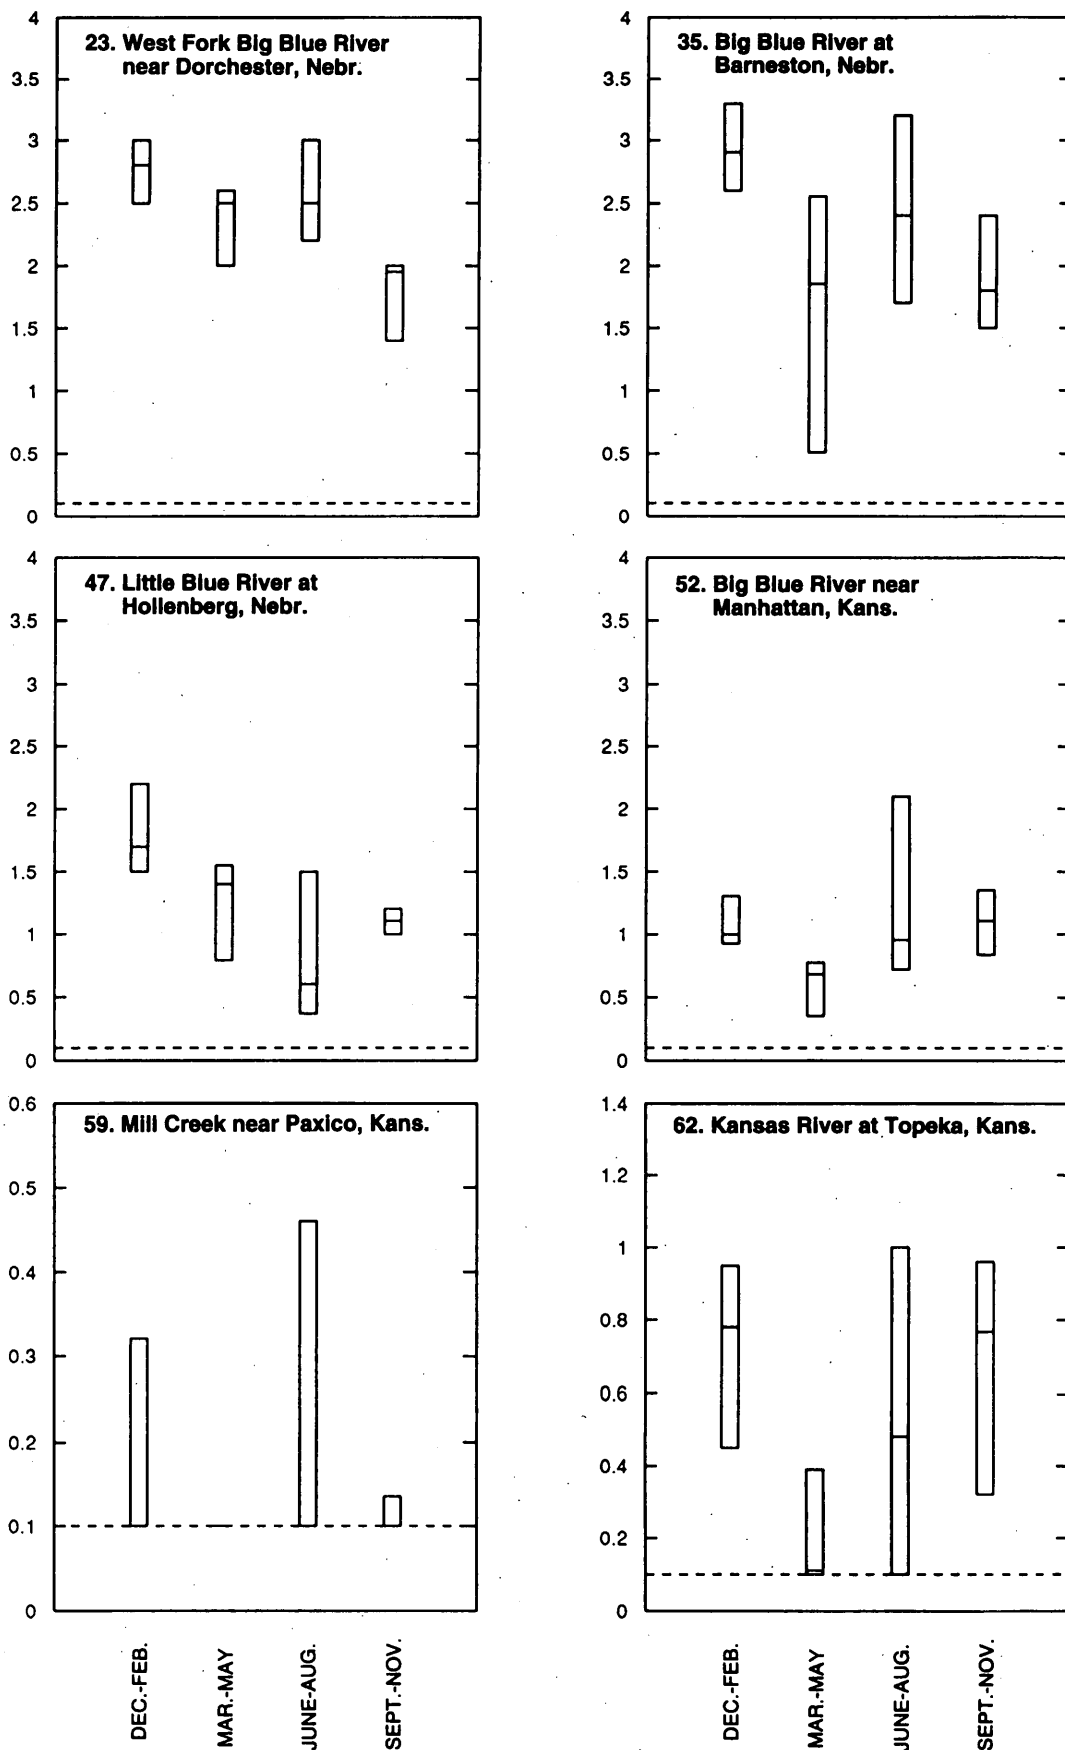 4
3.5
3
2.5
2
1.5
1
0.5
0
23. West Fork Big Blue River
near Dorchester, Nebr.
4
3.5
3
2.5
2
1.5
1
0.5
0
35. Big Blue River at
Barneston, Nebr.
4
3.5
3
2.5
2
1.5
1
0.5
0
47. Little Blue River at
Hollenberg, Nebr.
4
3.5
3
2.5
2
1.5
1
0.5
0
52. Big Blue River near
Manhattan, Kans.
0.6
0.5
0.4
0.3
0.2
0.1
0
59. Mill Creek near Paxico, Kans.
1.4
1.2
1
0.8
0.6
0.4
0.2
0
62. Kansas River at Topeka, Kans.
DEC.-FEB.
MAR.-MAY
JUNE-AUG.
SEPT.-NOV.
DEC.-FEB.
MAR.-MAY
JUNE-AUG.
SEPT.-NOV.